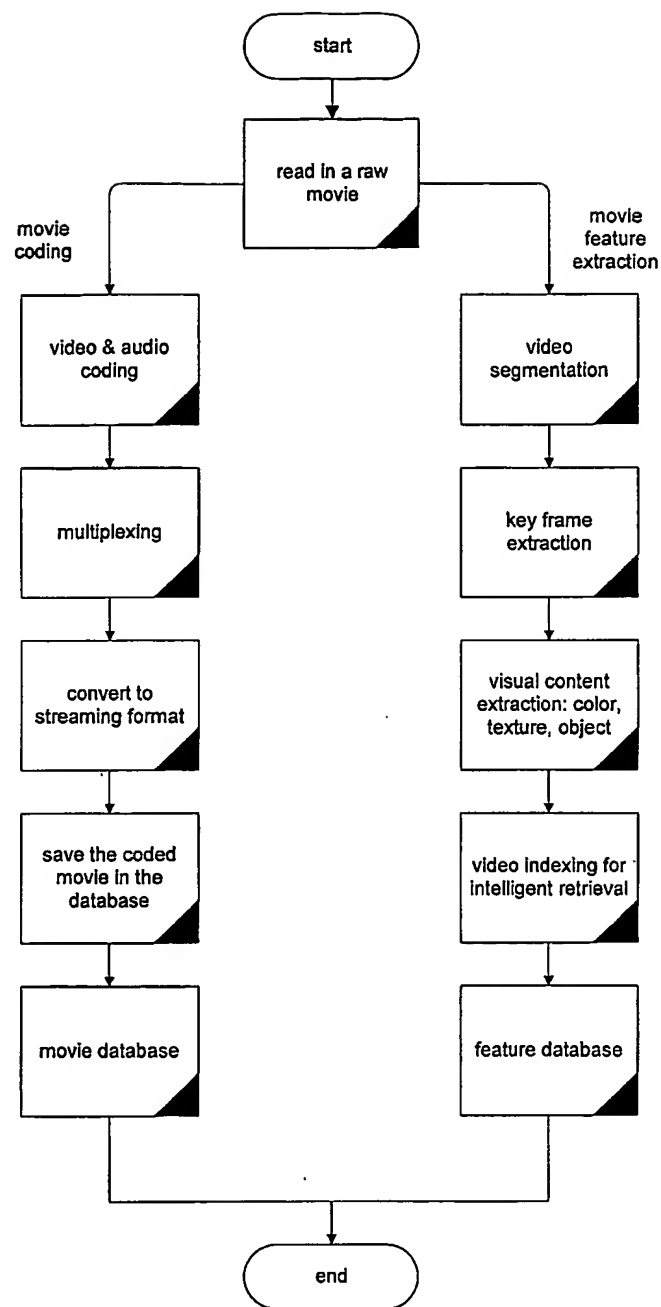 start
read in a raw
movie
movie
coding
movie
feature
extraction
video & audio
coding
multiplexing
convert to
streaming format
save the coded
movie in the
database
movie database
video
segmentation
key frame
extraction
visual content
extraction: color,
texture, object
video indexing for
intelligent retrieval
feature database
end